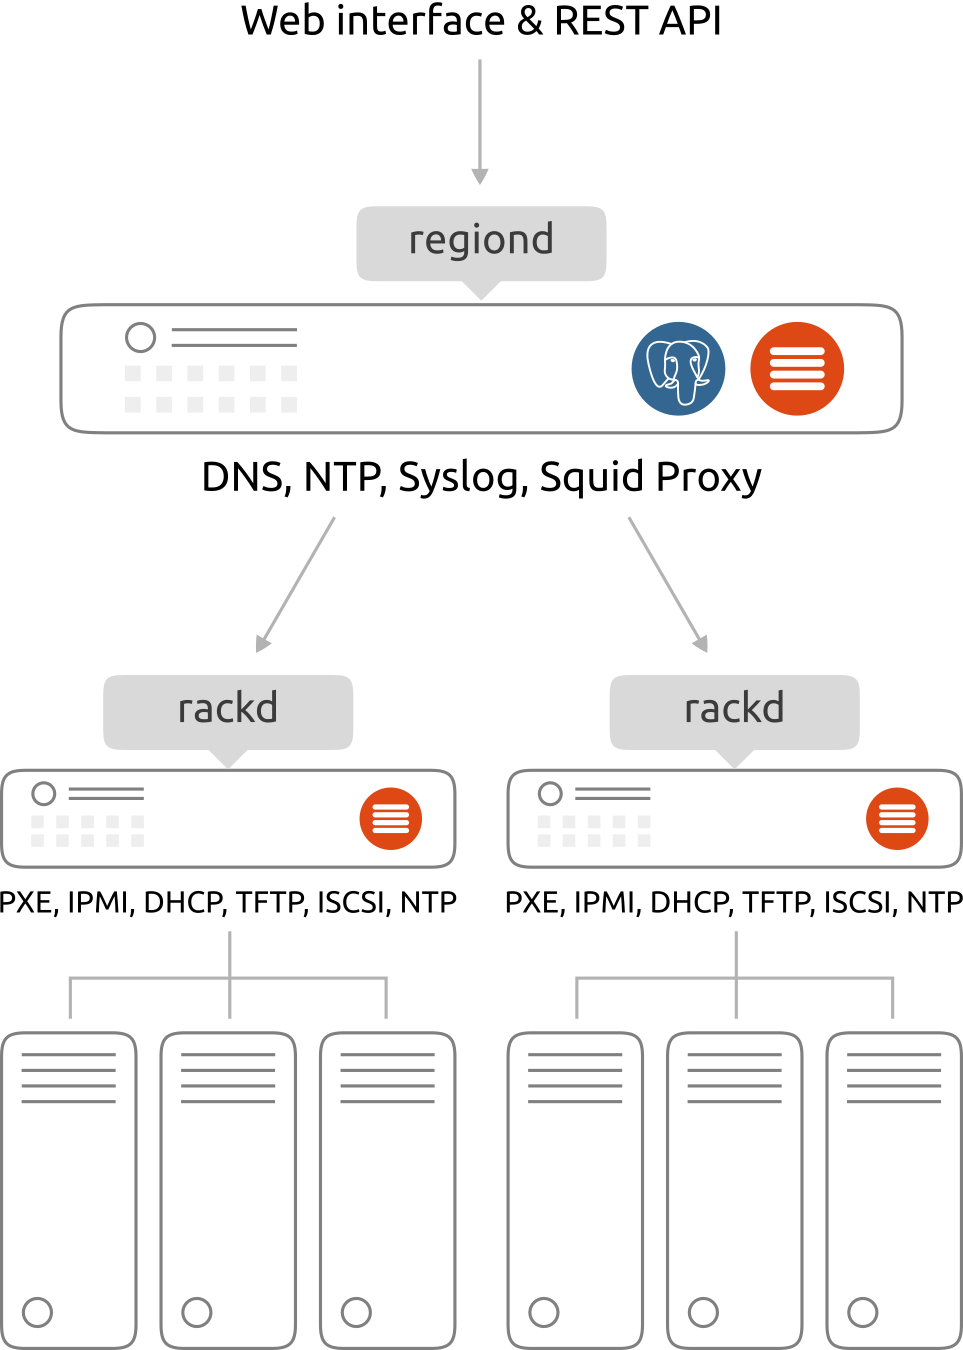 Web interface & REST API
regiond
DNS, NTP, Syslog, Squid Proxy
rackd
rackd
PXE, IPMI, DHCP, TFTP, ISCSI, NTP
PXE, IPMI, DHCP, TFTP, ISCSI, NTP